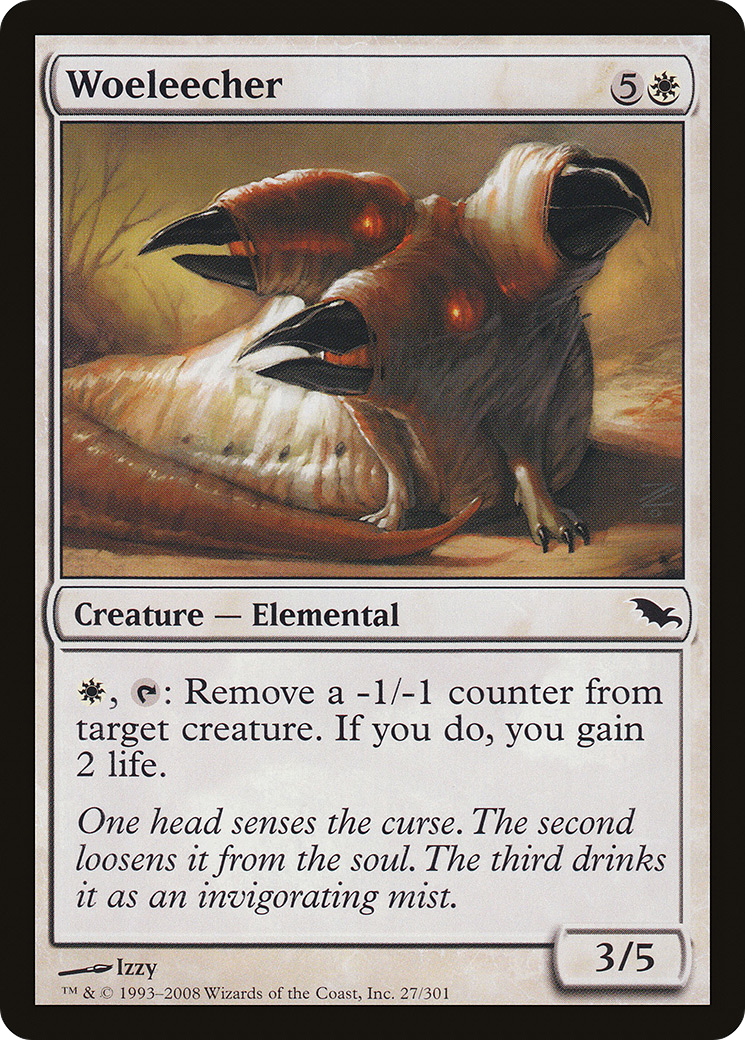 Woeleecher 5
Creature — Elemental
, : Remove a -1/-1 counter from
target creature. If you do, you gain
2 life.
One head senses the curse. The second
loosens it from the soul. The third drinks
it as an invigorating mist.
3/5
Izzy
™ & © 1993–2008 Wizards of the Coast, Inc. 27/301